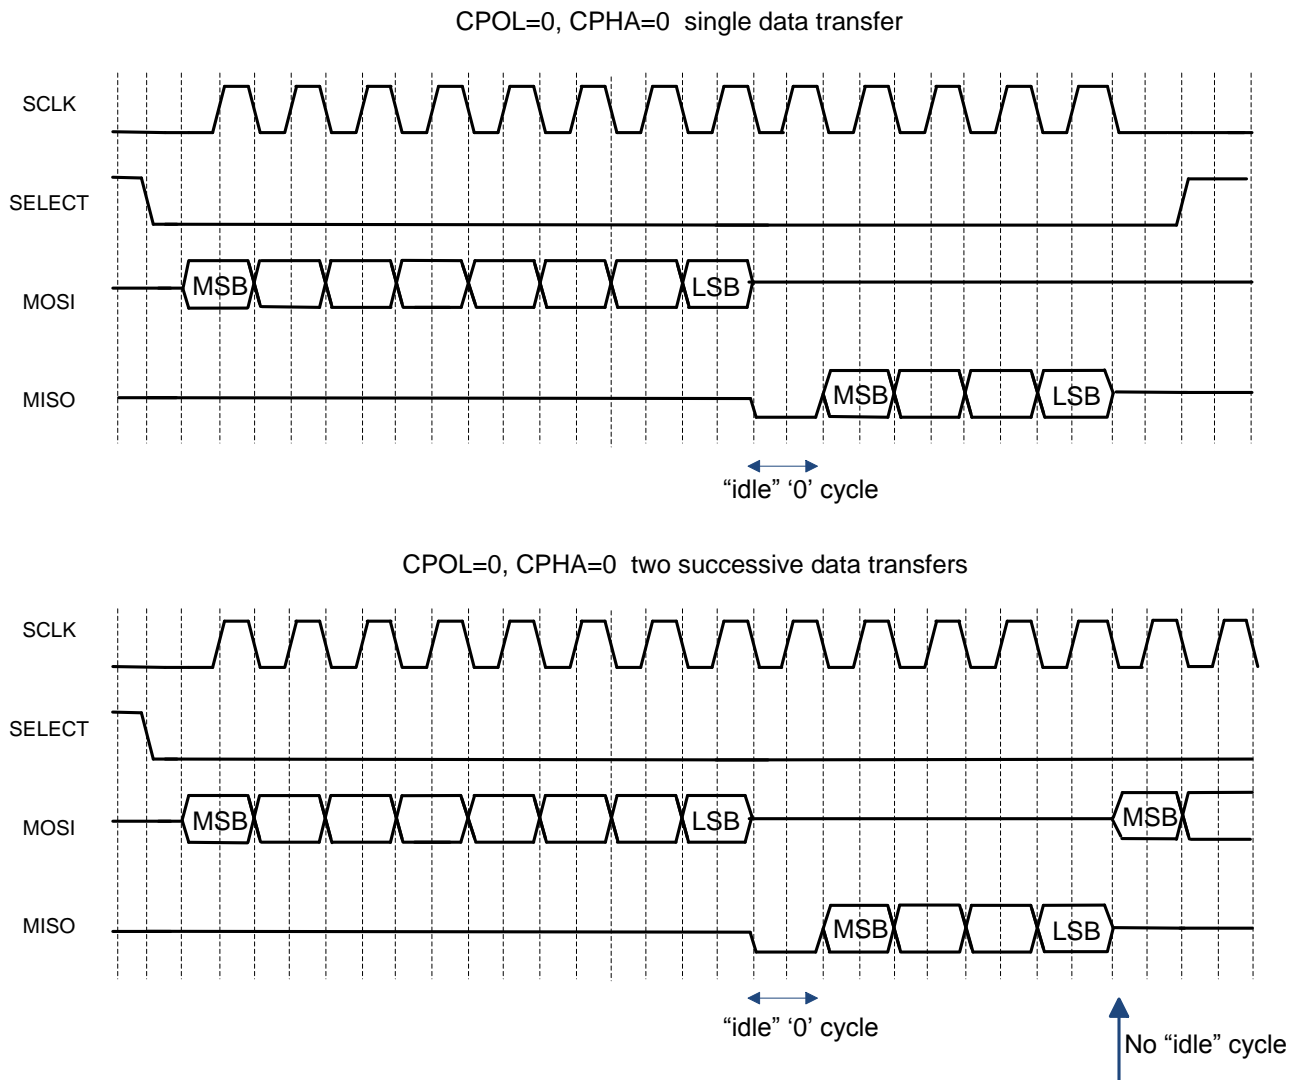 CPOL=0, CPHA=0 single data transfer
SCLK
SELECT
MOSI
MSB
LSB
MISO
MSB
LSB
“idle” ‘0’ cycle
CPOL=0, CPHA=0 two successive data transfers
SCLK
SELECT
MOSI
MSB
LSB
MSB
MISO
MSB
LSB
“idle” ‘0’ cycle
No “idle” cycle